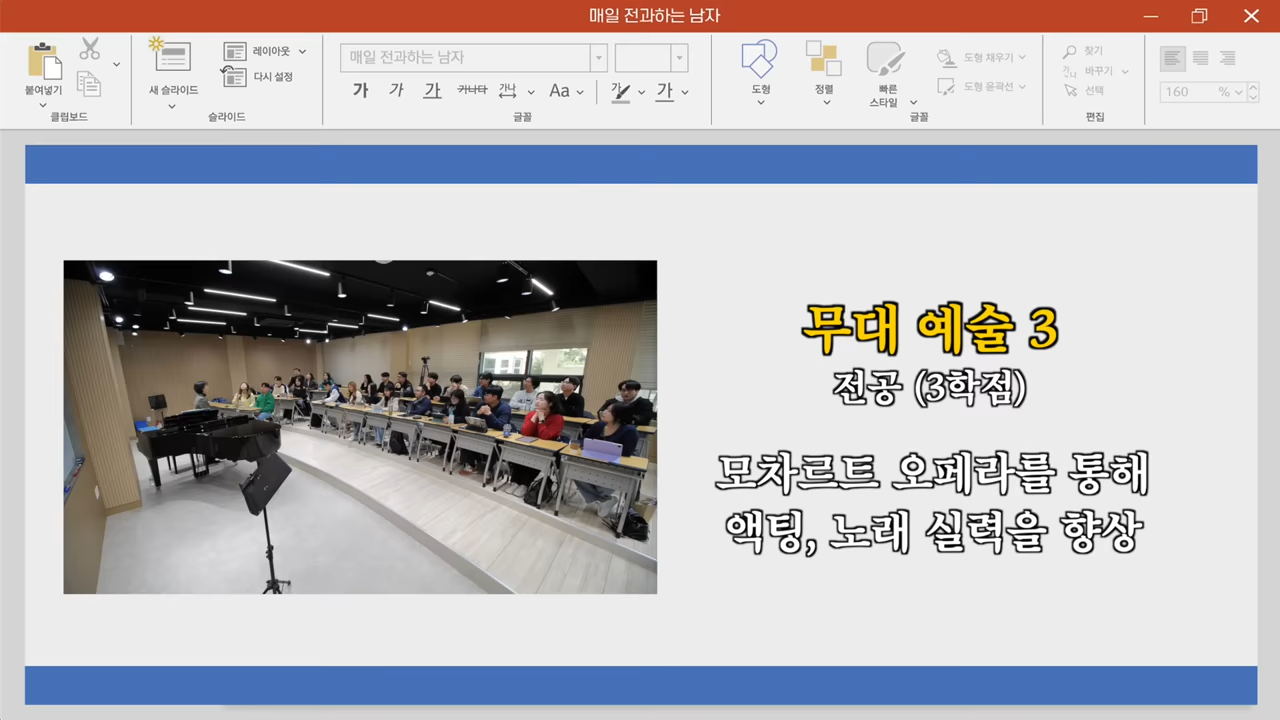 매일 전과하는 남자
붙여넣기
클립보드
새 슬라이드
레이아웃
다시 설정
슬라이드
매일 전과하는 남자
가 가 가 가나다 가나 Aa 가 가
글꼴
도형
정렬
빠른
스타일
도형 채우기
도형 윤곽선
글꼴
찾기
바꾸기
선택
편집
160 %
무대 예술 3
전공 (3학점)
모차르트 오페라를 통해
액팅, 노래 실력을 향상